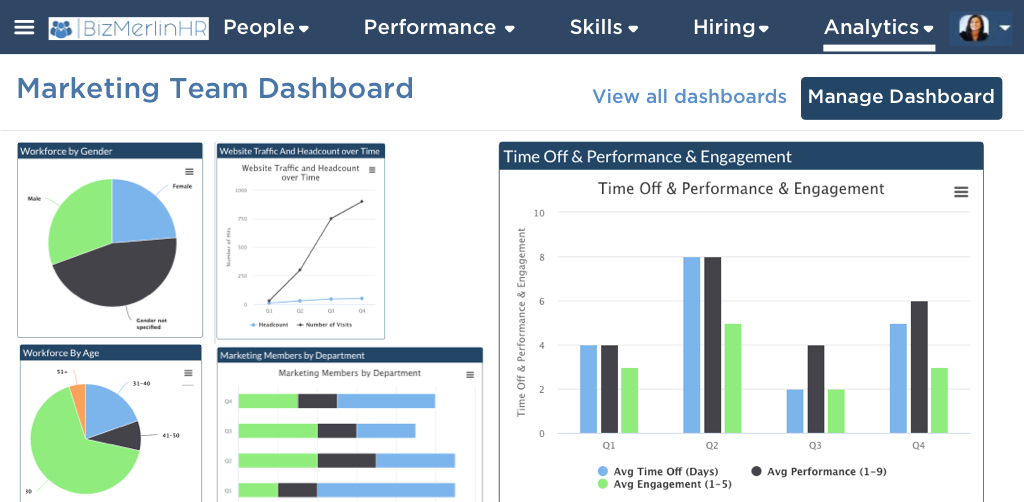 BizMerlinHR People Performance Skills Hiring Analytics
Marketing Team Dashboard
View all dashboards Manage Dashboard
Workforce by Gender
Female
Male
Gender not
specified
Website Traffic And Headcount over Time
Website Traffic and Headcount
over Time
Number of Hits
1000
750
500
250
0
Q1 Q2 Q3 Q4
Headcount Number of Visits
Time Off & Performance & Engagement
Time Off & Performance & Engagement
Time Off & Performance & Engagement
10
8
6
4
2
0
Q1 Q2 Q3 Q4
Avg Time Off (Days) Avg Performance (1-9)
Avg Engagement (1-5)
Workforce By Age
51+
31-40
41-50
30
Marketing Members by Department
Marketing Members by Department
Q4
Q3
Q2
Q1